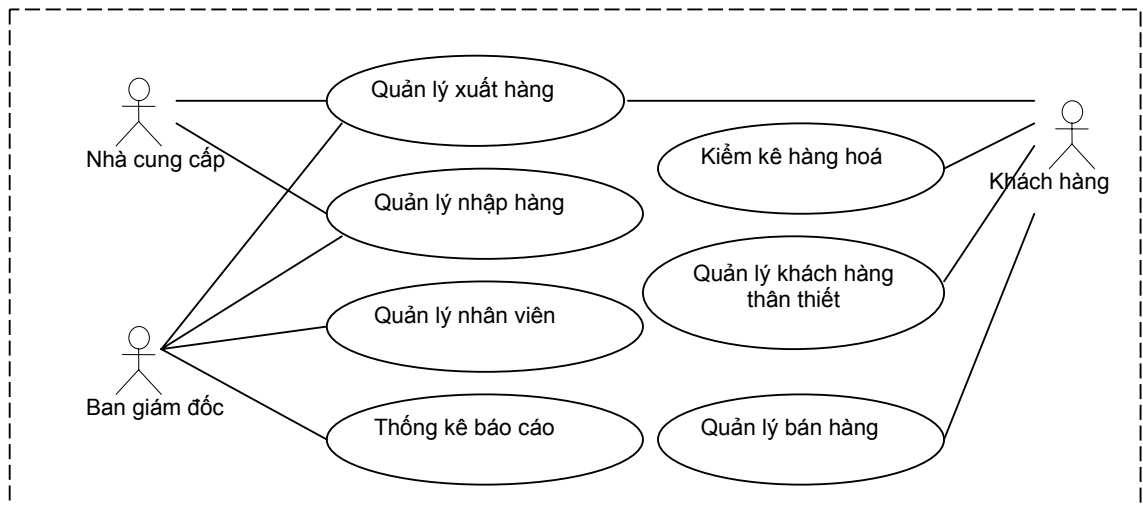 Quản lý xuất hàng
Nhà cung cấp
Kiểm kê hàng hoá
Khách hàng
Quản lý nhập hàng
Quản lý khách hàng
thân thiết
Quản lý nhân viên
Ban giám đốc
Thống kê báo cáo
Quản lý bán hàng